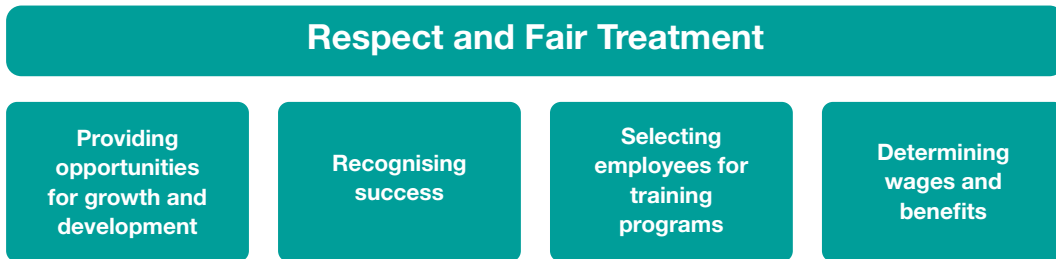 Respect and Fair Treatment
Providing
opportunities
for growth and
development
Recognising
success
Selecting
employees for
training
programs
Determining
wages and
benefits